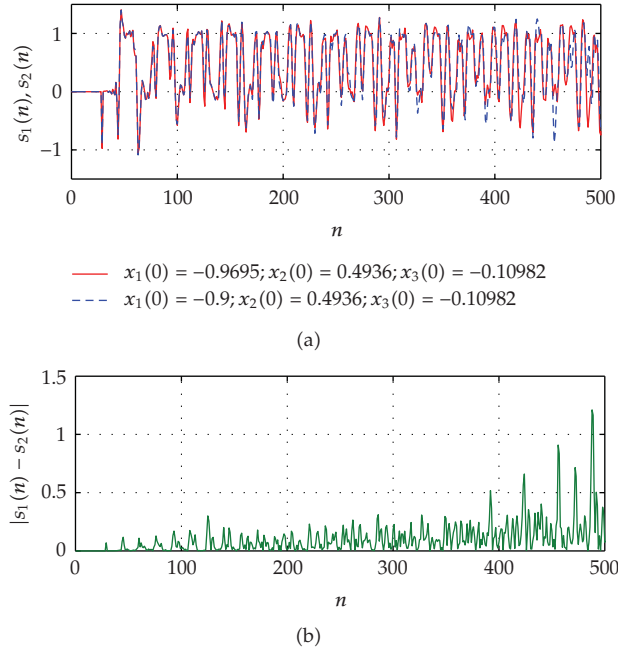 1
0
−1
s₁(n), s₂(n)
0 100 200 300 400 500
n
x₁(0) = −0.9695; x₂(0) = 0.4936; x₃(0) = −0.10982
x₁(0) = −0.9; x₂(0) = 0.4936; x₃(0) = −0.10982
(a)
1.5
1
0.5
0
|s₁(n) − s₂(n)|
0 100 200 300 400 500
n
(b)